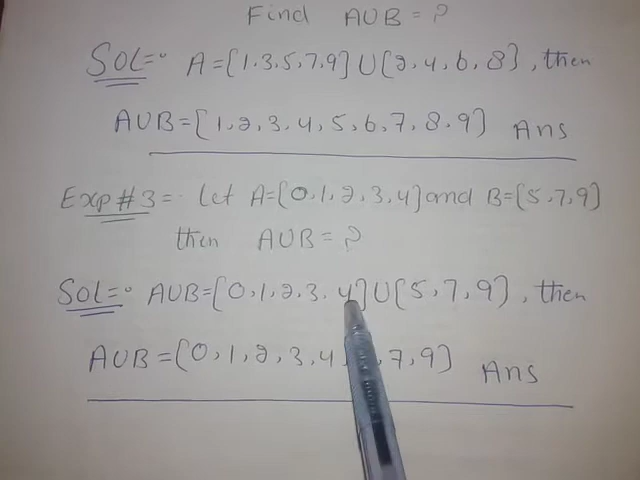 Find AUB = ?
SOL=: A = {1.3.5,7,9} U {2,4,6,8}, then
AUB = {1,2,3,4,5,6,7,8.9} Ans
Exp#3=. Let A={0,1,2,3,4} and B={5,7,9}
then AUB = ?
SOL=: AUB={0,1,2,3,4} U {5,7,9}, then
AUB = {0,1,2,3,4 7,9} Ans